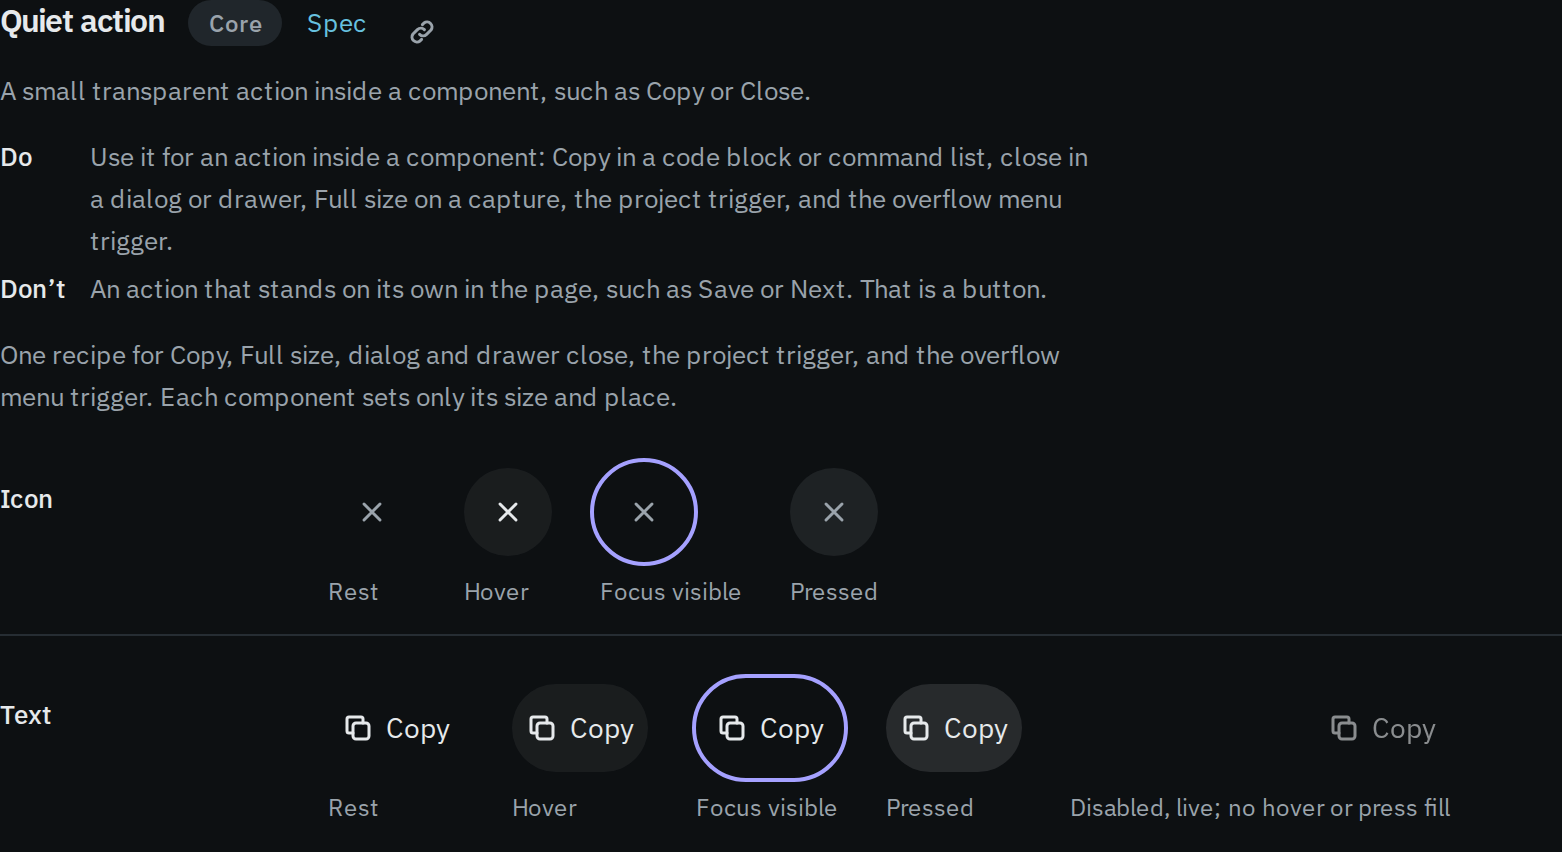 Quiet action Core Spec
A small transparent action inside a component, such as Copy or Close.
Do Use it for an action inside a component: Copy in a code block or command list, close in
a dialog or drawer, Full size on a capture, the project trigger, and the overflow menu
trigger.
Don’t An action that stands on its own in the page, such as Save or Next. That is a button.
One recipe for Copy, Full size, dialog and drawer close, the project trigger, and the overflow
menu trigger. Each component sets only its size and place.
Icon
Rest Hover Focus visible Pressed
Text Copy Copy Copy Copy Copy
Rest Hover Focus visible Pressed Disabled, live; no hover or press fill